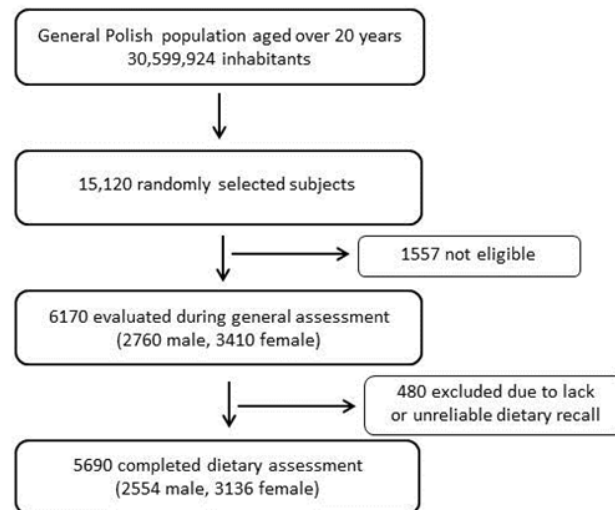 General Polish population aged over 20 years
30,599,924 inhabitants
15,120 randomly selected subjects
1557 not eligible
6170 evaluated during general assessment
(2760 male, 3410 female)
480 excluded due to lack
or unreliable dietary recall
5690 completed dietary assessment
(2554 male, 3136 female)